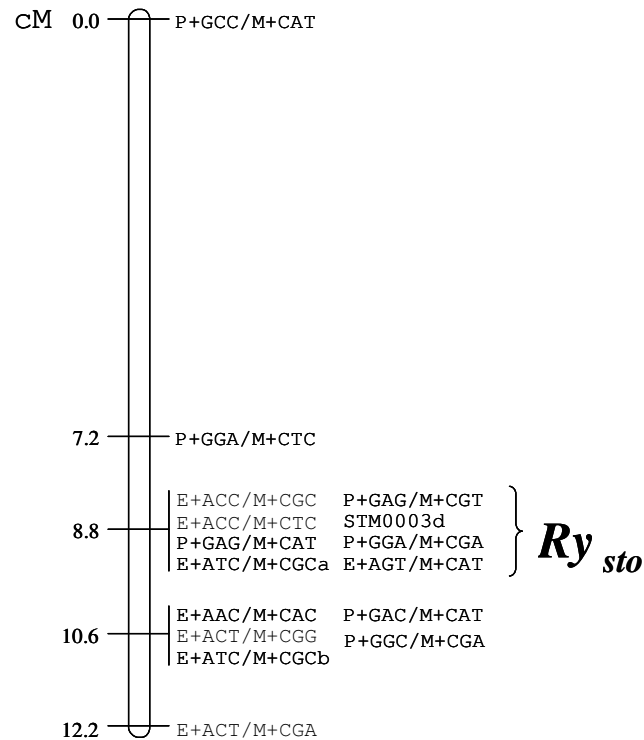 cM 0.0 P+GCC/M+CAT
7.2 P+GGA/M+CTC
E+ACC/M+CGC P+GAG/M+CGT
E+ACC/M+CTC STM0003d
8.8 P+GAG/M+CAT P+GGA/M+CGA
E+ATC/M+CGCa E+AGT/M+CAT
Ry sto
E+AAC/M+CAC P+GAC/M+CAT
10.6 E+ACT/M+CGG P+GGC/M+CGA
E+ATC/M+CGCb
12.2 E+ACT/M+CGA